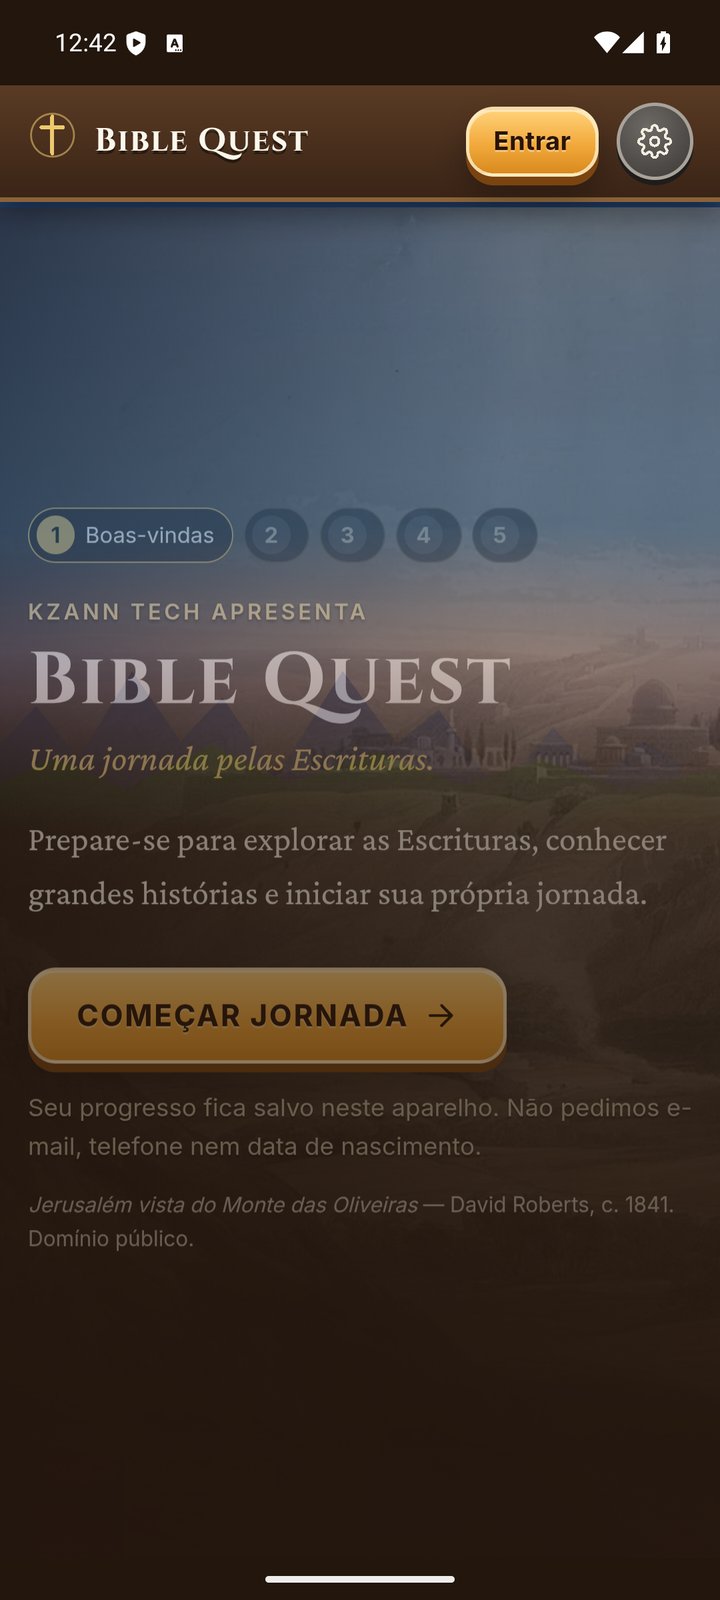 12:42
A
Bible Quest
Entrar
1 Boas-vindas 2 3 4 5
KZANN TECH APRESENTA
Bible Quest
Uma jornada pelas Escrituras.
Prepare-se para explorar as Escrituras, conhecer
grandes histórias e iniciar sua própria jornada.
COMEÇAR JORNADA →
Seu progresso fica salvo neste aparelho. Não pedimos e-
mail, telefone nem data de nascimento.
Jerusalém vista do Monte das Oliveiras — David Roberts, c. 1841.
Domínio público.